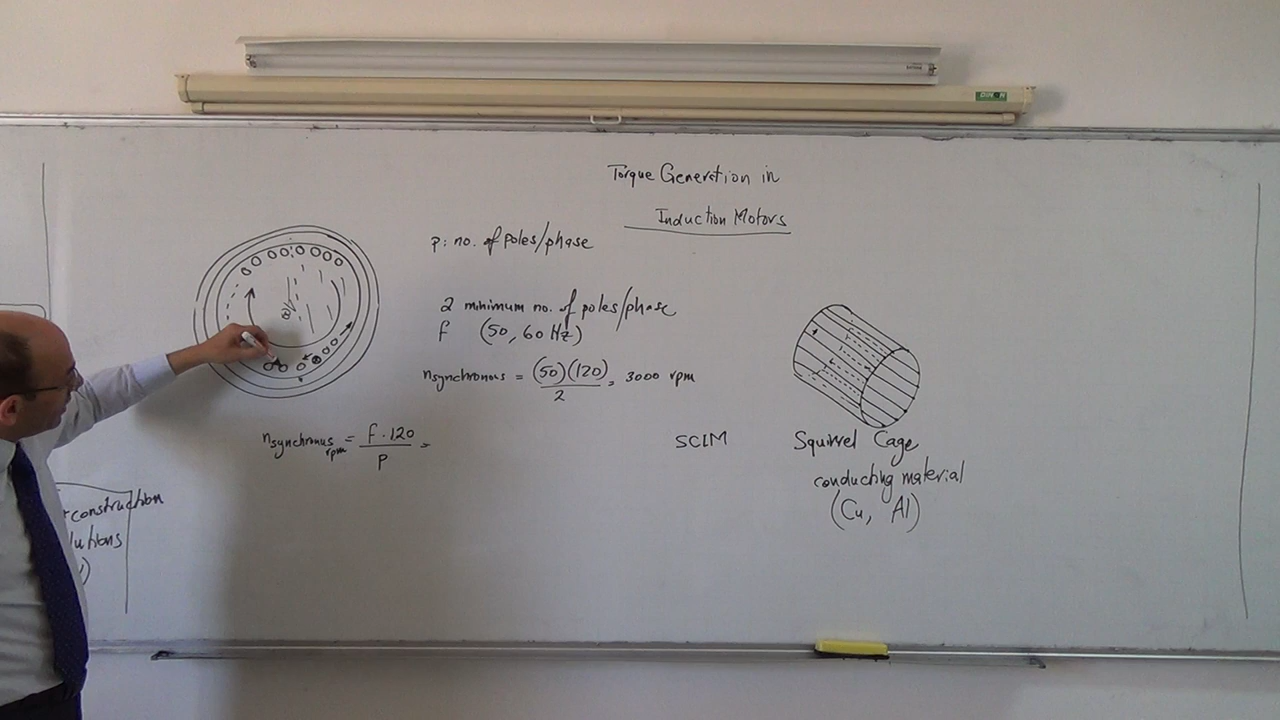 Torque Generation in
Induction Motors
p: no. of poles/phase
2 minimum no. of poles/phase
f (50, 60 Hz)
nsynchronous = (50)(120) / 2 = 3000 rpm
nsynchronus rpm = f · 120 / p =
SCIM
Squirrel Cage
conducting material
(Cu, Al)
construction
lutions